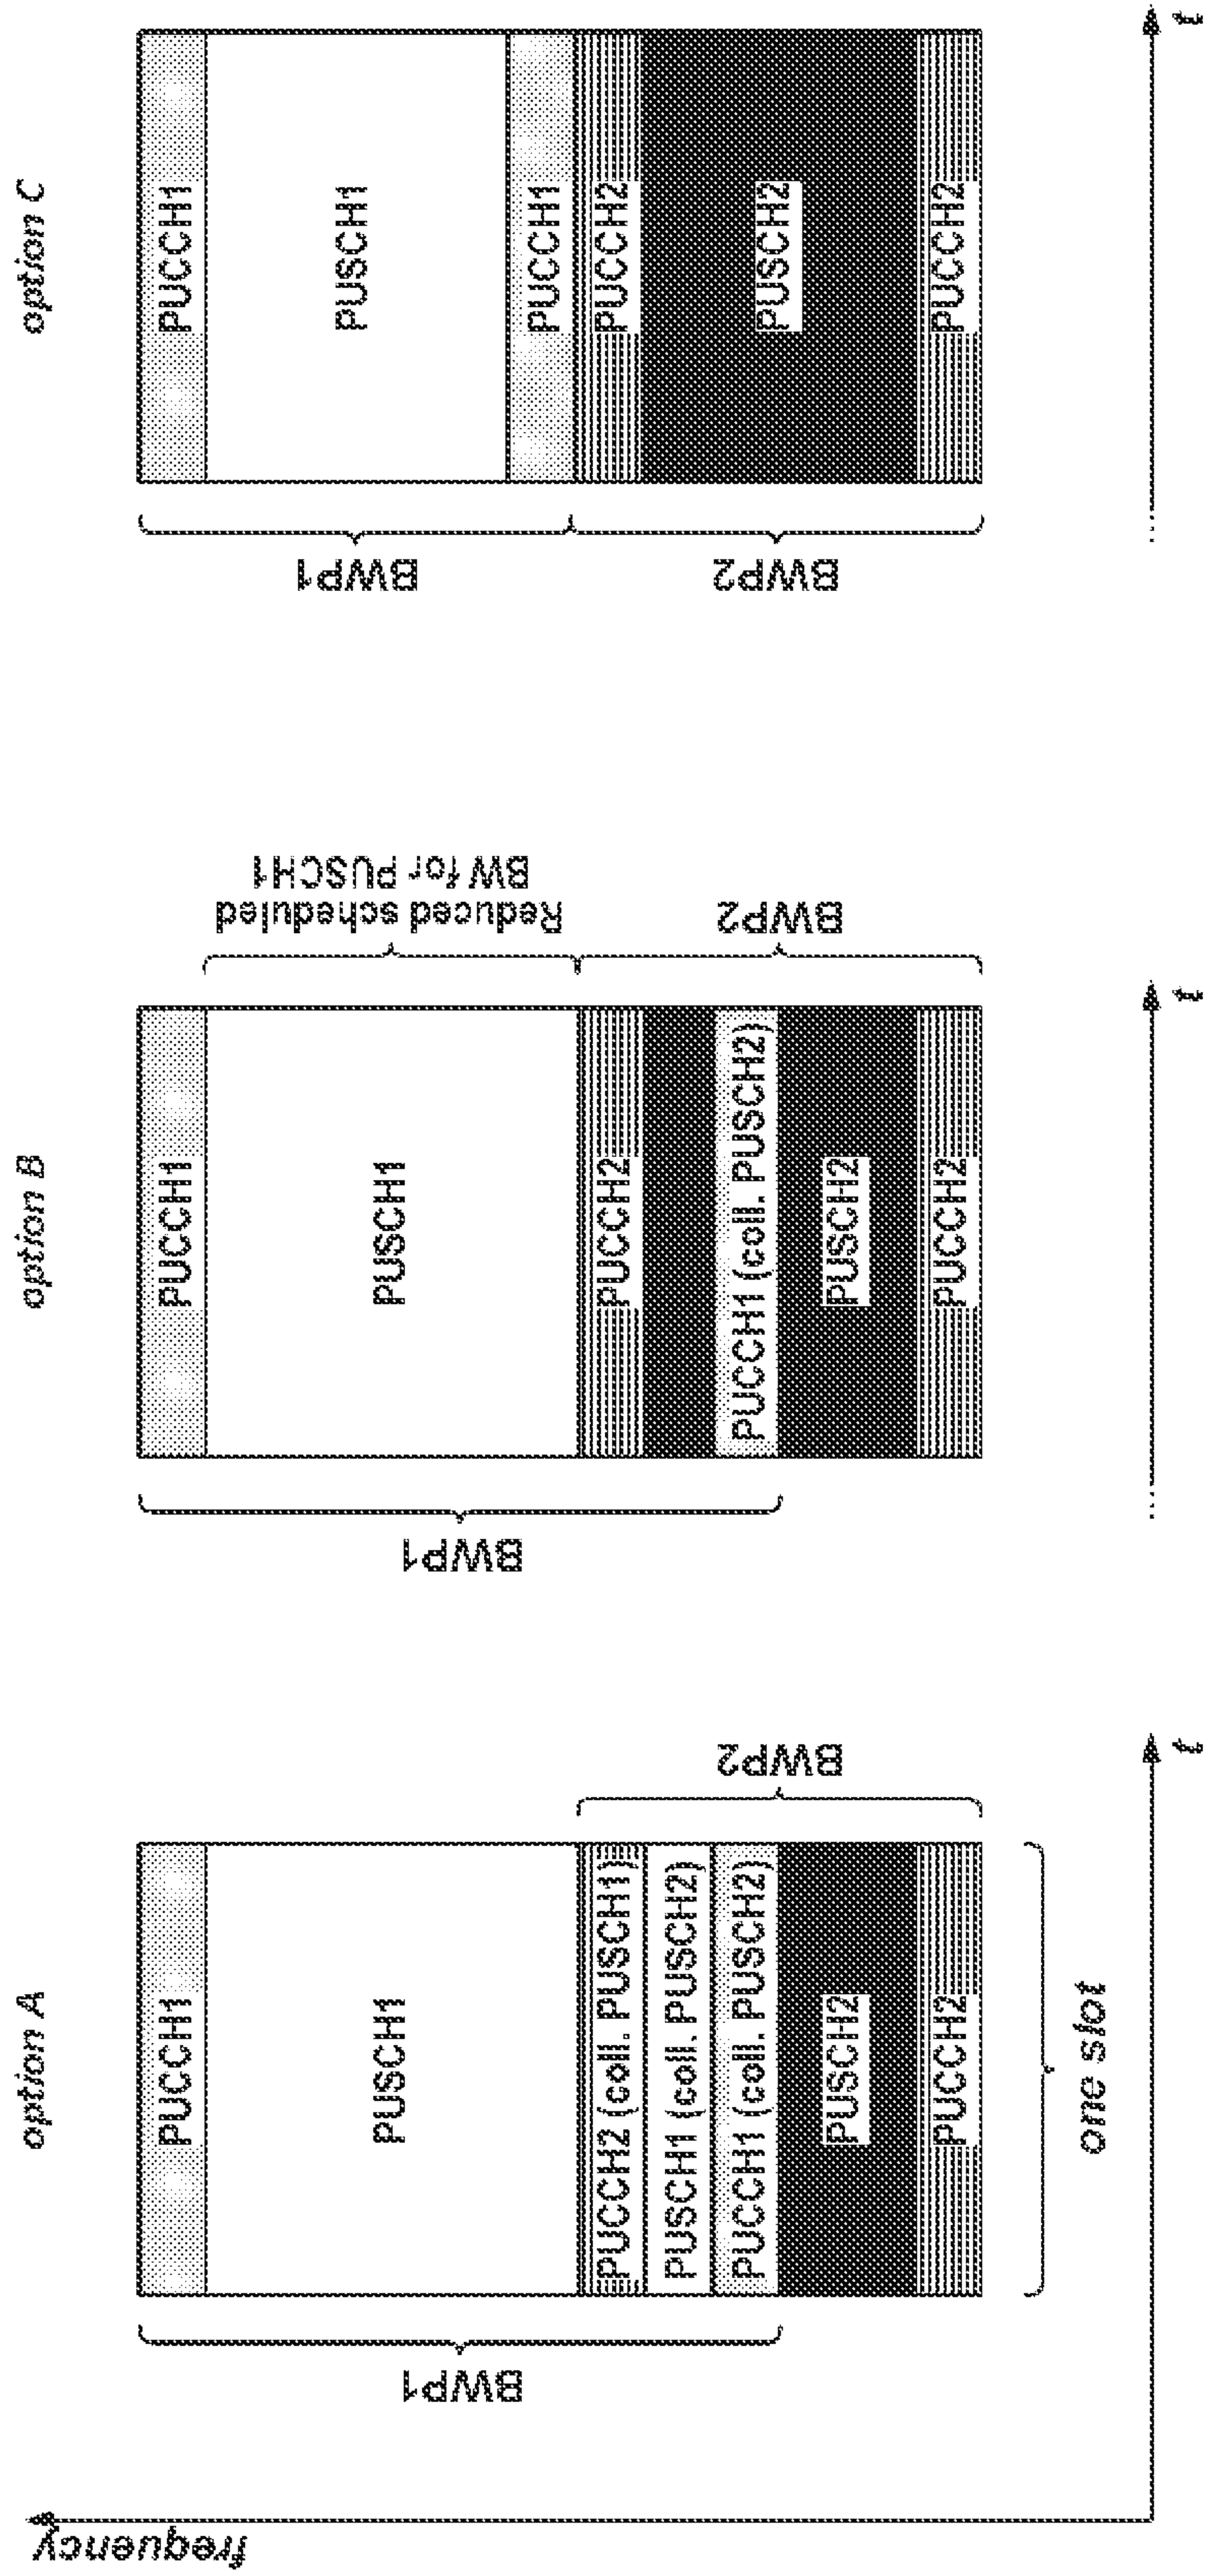 frequency
option A
BWP1
PUCCH1
PUSCH1
PUCCH2 (coll. PUSCH1)
PUSCH1 (coll. PUSCH2)
PUCCH1 (coll. PUSCH2)
PUSCH2
PUCCH2
BWP2
one slot
t
option B
BWP1
PUCCH1
PUSCH1
PUCCH2
PUCCH1 (coll. PUSCH2)
PUSCH2
PUCCH2
Reduced scheduled
BW for PUSCH1
BWP2
t
option C
BWP1
BWP2
PUCCH1
PUSCH1
PUCCH1
PUCCH2
PUSCH2
PUCCH2
t